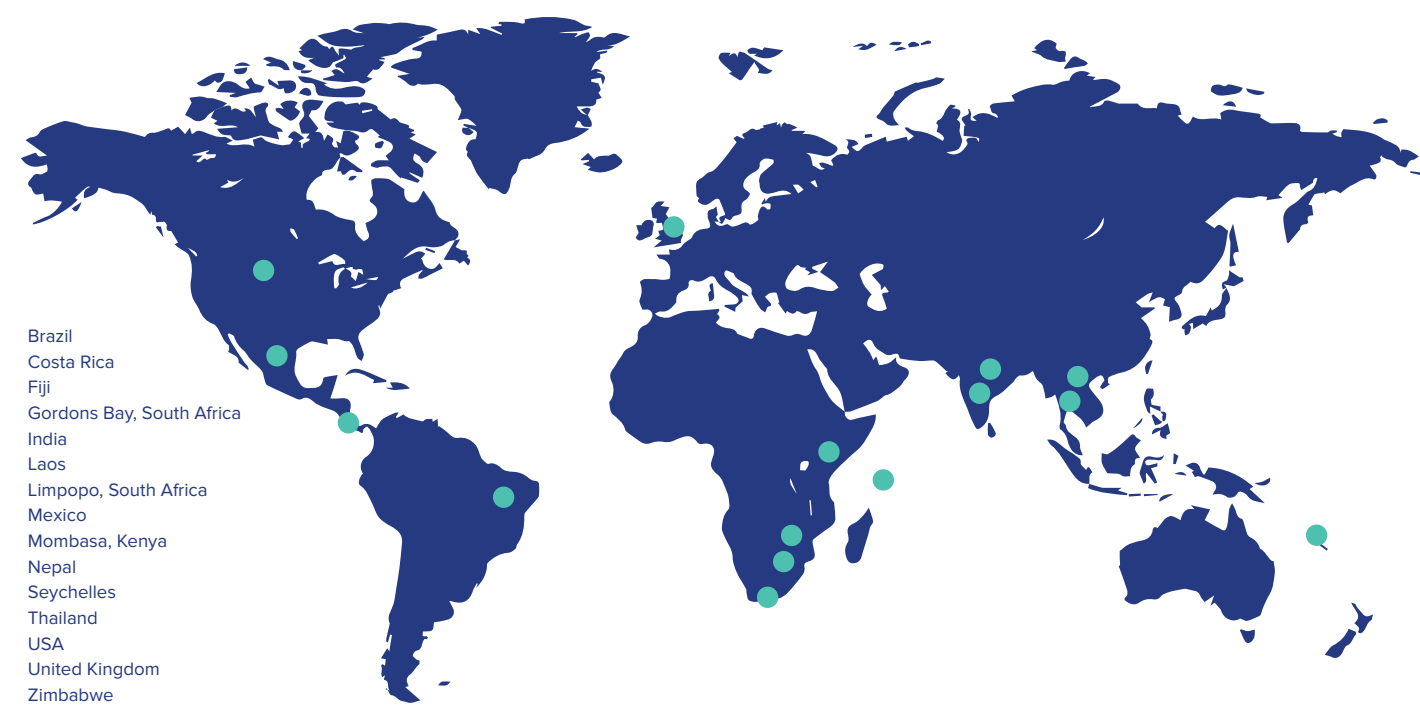 Brazil
Costa Rica
Fiji
Gordons Bay, South Africa
India
Laos
Limpopo, South Africa
Mexico
Mombasa, Kenya
Nepal
Seychelles
Thailand
USA
United Kingdom
Zimbabwe